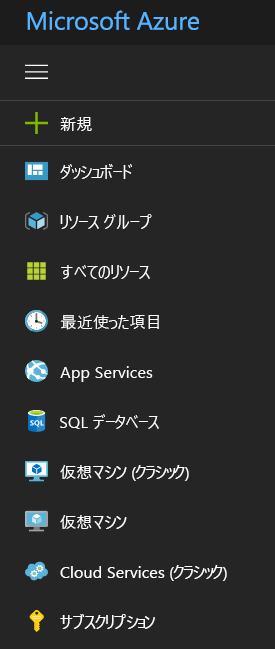 Microsoft Azure
新規
ダッシュボード
リソース グループ
すべてのリソース
最近使った項目
App Services
SQL データベース
仮想マシン (クラシック)
仮想マシン
Cloud Services (クラシック)
サブスクリプション